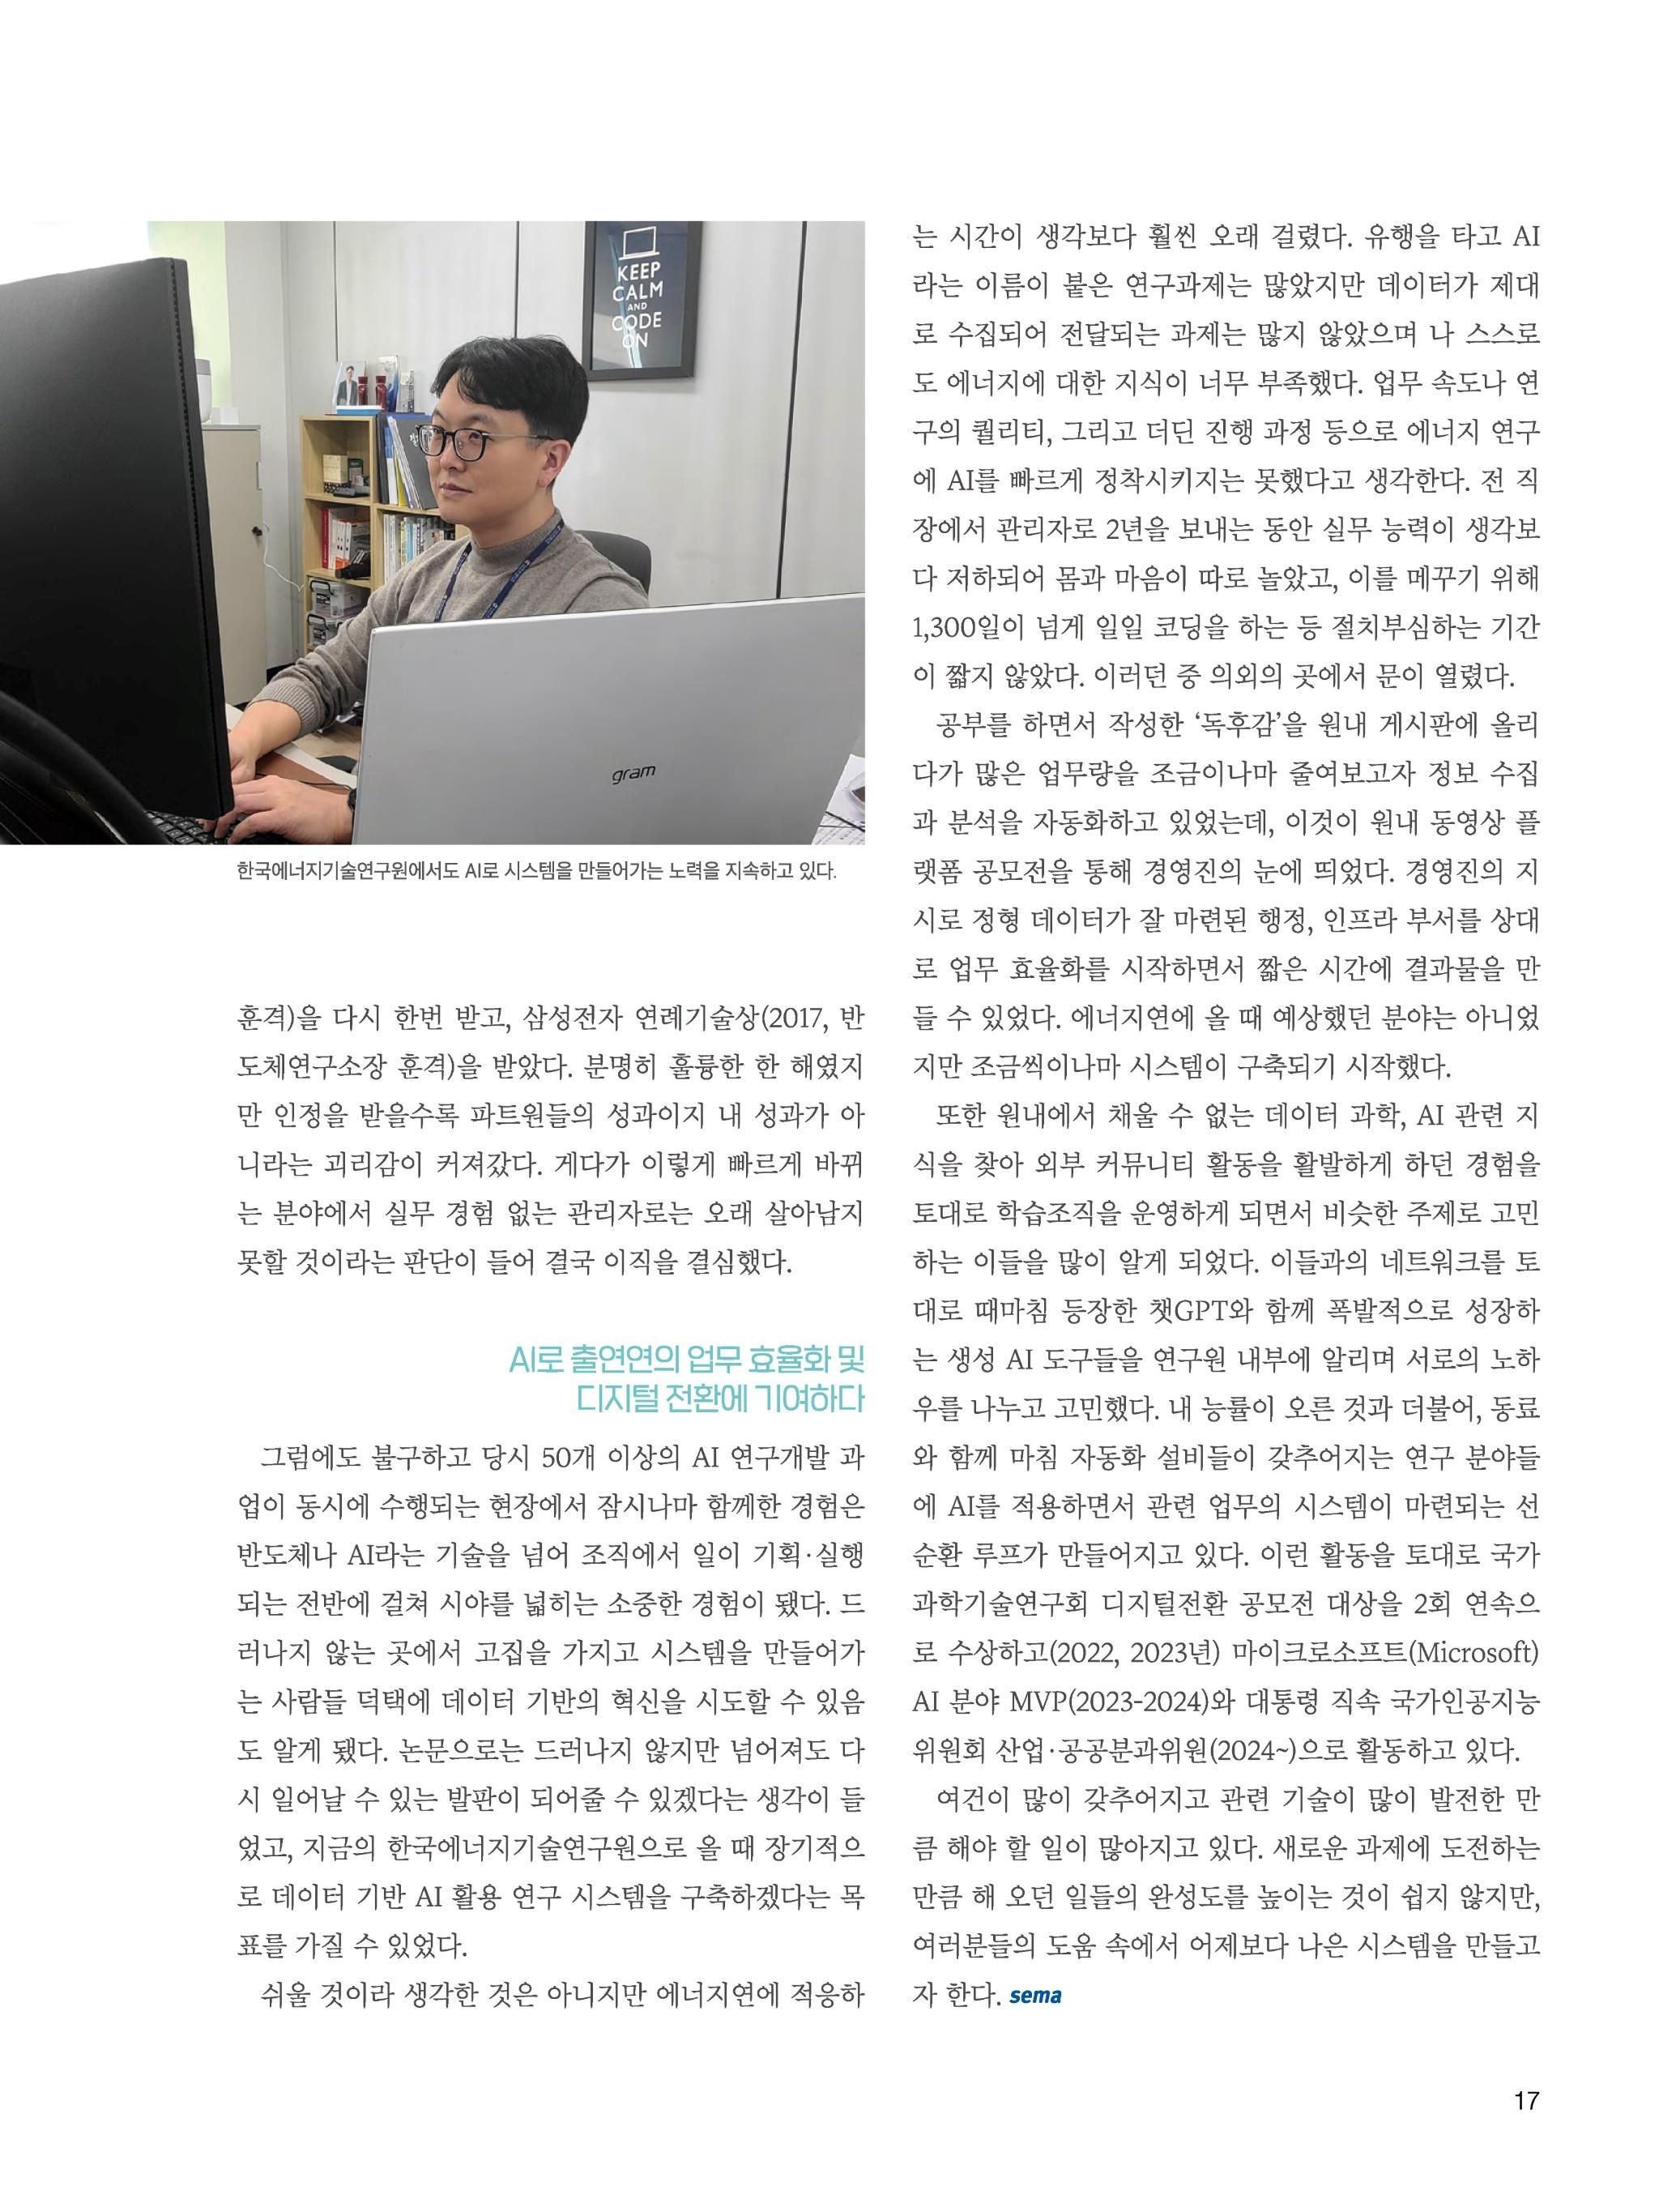 KEEP
CALM
AND
CODE
ON
gram
한국에너지기술연구원에서도 AI로 시스템을 만들어가는 노력을 지속하고 있다.
훈격)을 다시 한번 받고, 삼성전자 연례기술상(2017, 반
도체연구소장 훈격)을 받았다. 분명히 훌륭한 한 해였지
만 인정을 받을수록 파트원들의 성과이지 내 성과가 아
니라는 괴리감이 커져갔다. 게다가 이렇게 빠르게 바뀌
는 분야에서 실무 경험 없는 관리자로는 오래 살아남지
못할 것이라는 판단이 들어 결국 이직을 결심했다.
AI로 출연연의 업무 효율화 및
디지털 전환에 기여하다
그럼에도 불구하고 당시 50개 이상의 AI 연구개발 과
업이 동시에 수행되는 현장에서 잠시나마 함께한 경험은
반도체나 AI라는 기술을 넘어 조직에서 일이 기획·실행
되는 전반에 걸쳐 시야를 넓히는 소중한 경험이 됐다. 드
러나지 않는 곳에서 고집을 가지고 시스템을 만들어가
는 사람들 덕택에 데이터 기반의 혁신을 시도할 수 있음
도 알게 됐다. 논문으로는 드러나지 않지만 넘어져도 다
시 일어날 수 있는 발판이 되어줄 수 있겠다는 생각이 들
었고, 지금의 한국에너지기술연구원으로 올 때 장기적으
로 데이터 기반 AI 활용 연구 시스템을 구축하겠다는 목
표를 가질 수 있었다.
쉬울 것이라 생각한 것은 아니지만 에너지연에 적응하
는 시간이 생각보다 훨씬 오래 걸렸다. 유행을 타고 AI
라는 이름이 붙은 연구과제는 많았지만 데이터가 제대
로 수집되어 전달되는 과제는 많지 않았으며 나 스스로
도 에너지에 대한 지식이 너무 부족했다. 업무 속도나 연
구의 퀄리티, 그리고 더딘 진행 과정 등으로 에너지 연구
에 AI를 빠르게 정착시키지는 못했다고 생각한다. 전 직
장에서 관리자로 2년을 보내는 동안 실무 능력이 생각보
다 저하되어 몸과 마음이 따로 놀았고, 이를 메꾸기 위해
1,300일이 넘게 일일 코딩을 하는 등 절치부심하는 기간
이 짧지 않았다. 이러던 중 의외의 곳에서 문이 열렸다.
공부를 하면서 작성한 ‘독후감’을 원내 게시판에 올리
다가 많은 업무량을 조금이나마 줄여보고자 정보 수집
과 분석을 자동화하고 있었는데, 이것이 원내 동영상 플
랫폼 공모전을 통해 경영진의 눈에 띄었다. 경영진의 지
시로 정형 데이터가 잘 마련된 행정, 인프라 부서를 상대
로 업무 효율화를 시작하면서 짧은 시간에 결과물을 만
들 수 있었다. 에너지연에 올 때 예상했던 분야는 아니었
지만 조금씩이나마 시스템이 구축되기 시작했다.
또한 원내에서 채울 수 없는 데이터 과학, AI 관련 지
식을 찾아 외부 커뮤니티 활동을 활발하게 하던 경험을
토대로 학습조직을 운영하게 되면서 비슷한 주제로 고민
하는 이들을 많이 알게 되었다. 이들과의 네트워크를 토
대로 때마침 등장한 챗GPT와 함께 폭발적으로 성장하
는 생성 AI 도구들을 연구원 내부에 알리며 서로의 노하
우를 나누고 고민했다. 내 능률이 오른 것과 더불어, 동료
와 함께 마침 자동화 설비들이 갖추어지는 연구 분야들
에 AI를 적용하면서 관련 업무의 시스템이 마련되는 선
순환 루프가 만들어지고 있다. 이런 활동을 토대로 국가
과학기술연구회 디지털전환 공모전 대상을 2회 연속으
로 수상하고(2022, 2023년) 마이크로소프트(Microsoft)
AI 분야 MVP(2023-2024)와 대통령 직속 국가인공지능
위원회 산업·공공분과위원(2024~)으로 활동하고 있다.
여건이 많이 갖추어지고 관련 기술이 많이 발전한 만
큼 해야 할 일이 많아지고 있다. 새로운 과제에 도전하는
만큼 해 오던 일들의 완성도를 높이는 것이 쉽지 않지만,
여러분들의 도움 속에서 어제보다 나은 시스템을 만들고
자 한다. sema
17